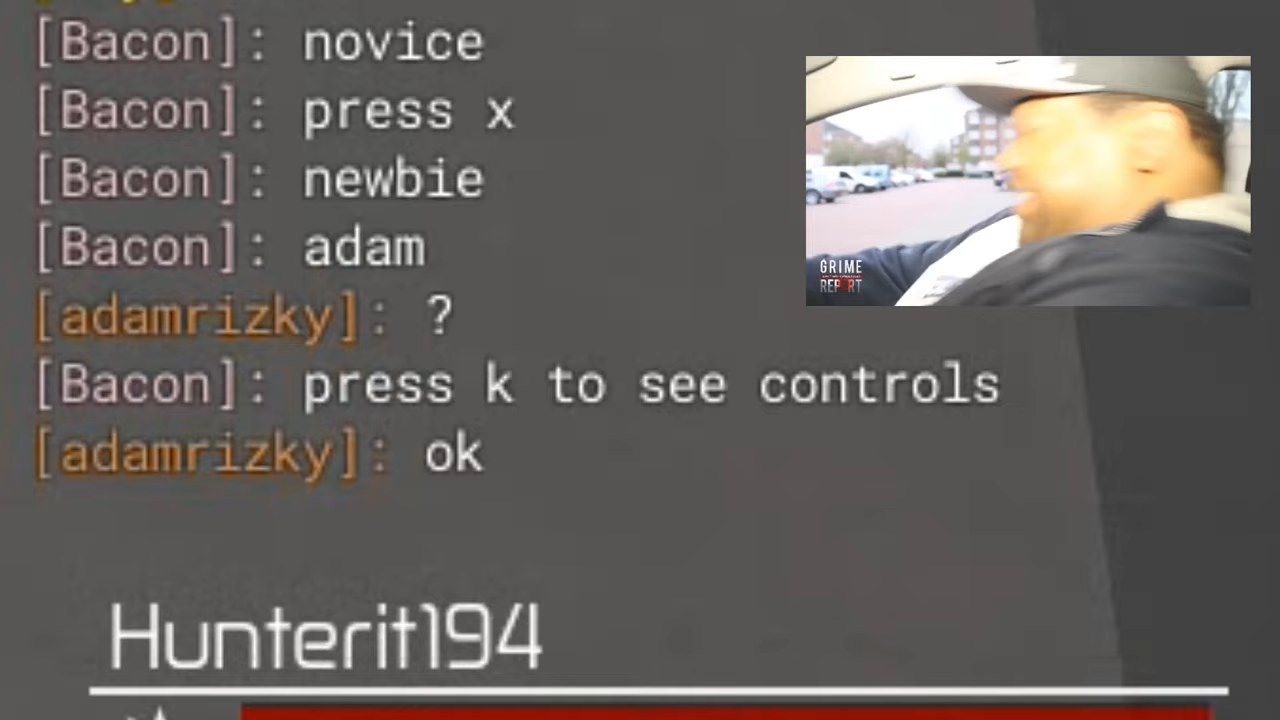 [Bacon]: novice
[Bacon]: press x
[Bacon]: newbie
[Bacon]: adam
[adamrizky]: ?
[Bacon]: press k to see controls
[adamrizky]: ok
GRIME
REPORT
Hunterit194